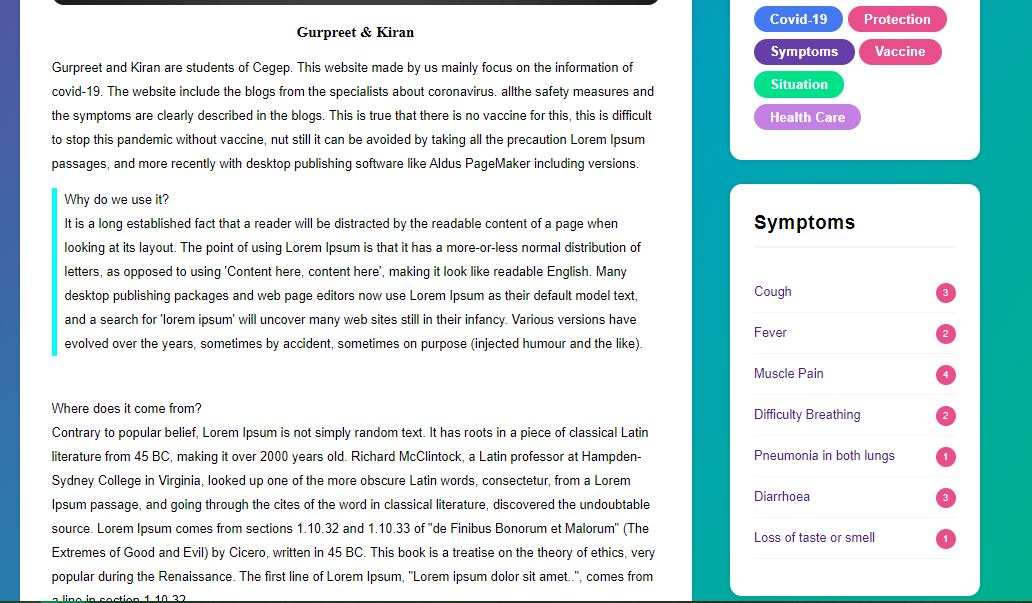 Gurpreet & Kiran
Gurpreet and Kiran are students of Cegep. This website made by us mainly focus on the information of
covid-19. The website include the blogs from the specialists about coronavirus. allthe safety measures and
the symptoms are clearly described in the blogs. This is true that there is no vaccine for this, this is difficult
to stop this pandemic without vaccine, nut still it can be avoided by taking all the precaution Lorem Ipsum
passages, and more recently with desktop publishing software like Aldus PageMaker including versions.
Why do we use it?
It is a long established fact that a reader will be distracted by the readable content of a page when
looking at its layout. The point of using Lorem Ipsum is that it has a more-or-less normal distribution of
letters, as opposed to using 'Content here, content here', making it look like readable English. Many
desktop publishing packages and web page editors now use Lorem Ipsum as their default model text,
and a search for 'lorem ipsum' will uncover many web sites still in their infancy. Various versions have
evolved over the years, sometimes by accident, sometimes on purpose (injected humour and the like).
Where does it come from?
Contrary to popular belief, Lorem Ipsum is not simply random text. It has roots in a piece of classical Latin
literature from 45 BC, making it over 2000 years old. Richard McClintock, a Latin professor at Hampden-
Sydney College in Virginia, looked up one of the more obscure Latin words, consectetur, from a Lorem
Ipsum passage, and going through the cites of the word in classical literature, discovered the undoubtable
source. Lorem Ipsum comes from sections 1.10.32 and 1.10.33 of "de Finibus Bonorum et Malorum" (The
Extremes of Good and Evil) by Cicero, written in 45 BC. This book is a treatise on the theory of ethics, very
popular during the Renaissance. The first line of Lorem Ipsum, "Lorem ipsum dolor sit amet..", comes from
a line in section 1.10.32.
Covid-19 Protection
Symptoms Vaccine
Situation
Health Care
Symptoms
Cough 3
Fever 2
Muscle Pain 4
Difficulty Breathing 2
Pneumonia in both lungs 1
Diarrhoea 3
Loss of taste or smell 1